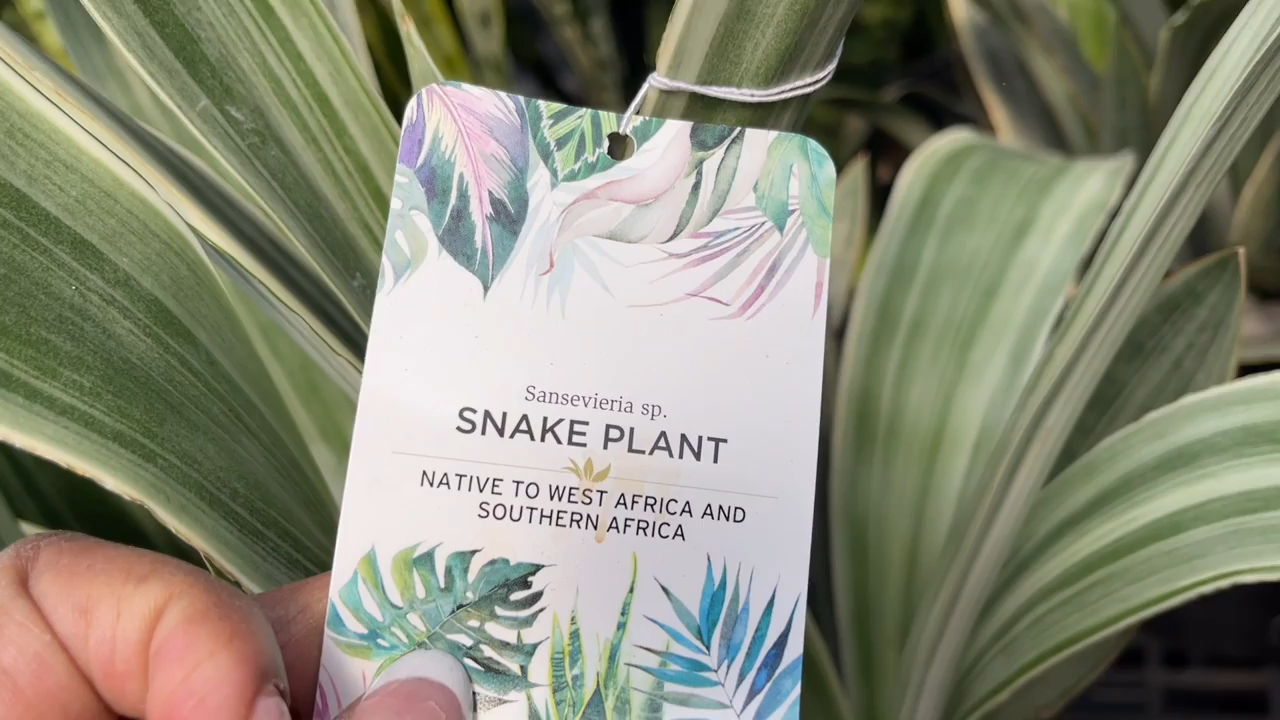 Sansevieria sp.
SNAKE PLANT
NATIVE TO WEST AFRICA AND
SOUTHERN AFRICA